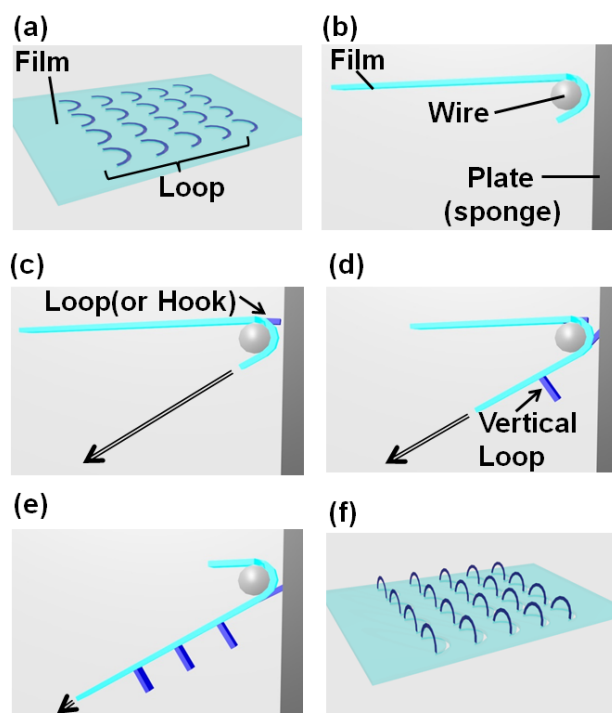 (a)
Film
Loop
(b)
Film
Wire
Plate
(sponge)
(c)
Loop(or Hook)
(d)
Vertical
Loop
(e)
(f)